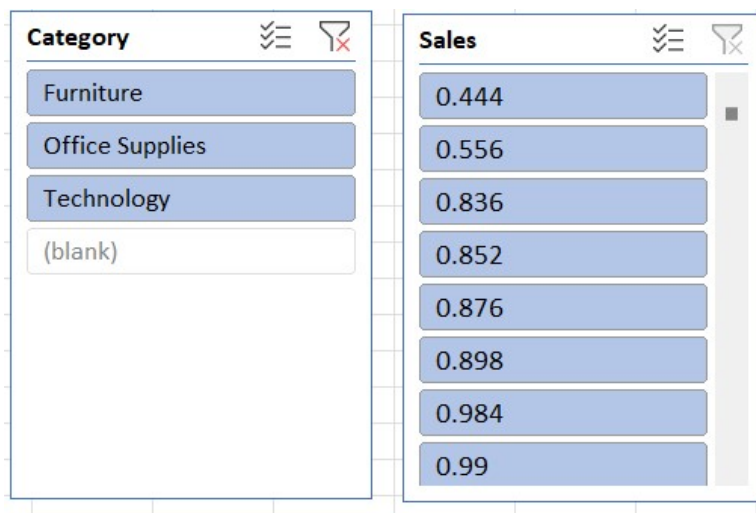 Category
Furniture
Office Supplies
Technology
(blank)
Sales
0.444
0.556
0.836
0.852
0.876
0.898
0.984
0.99